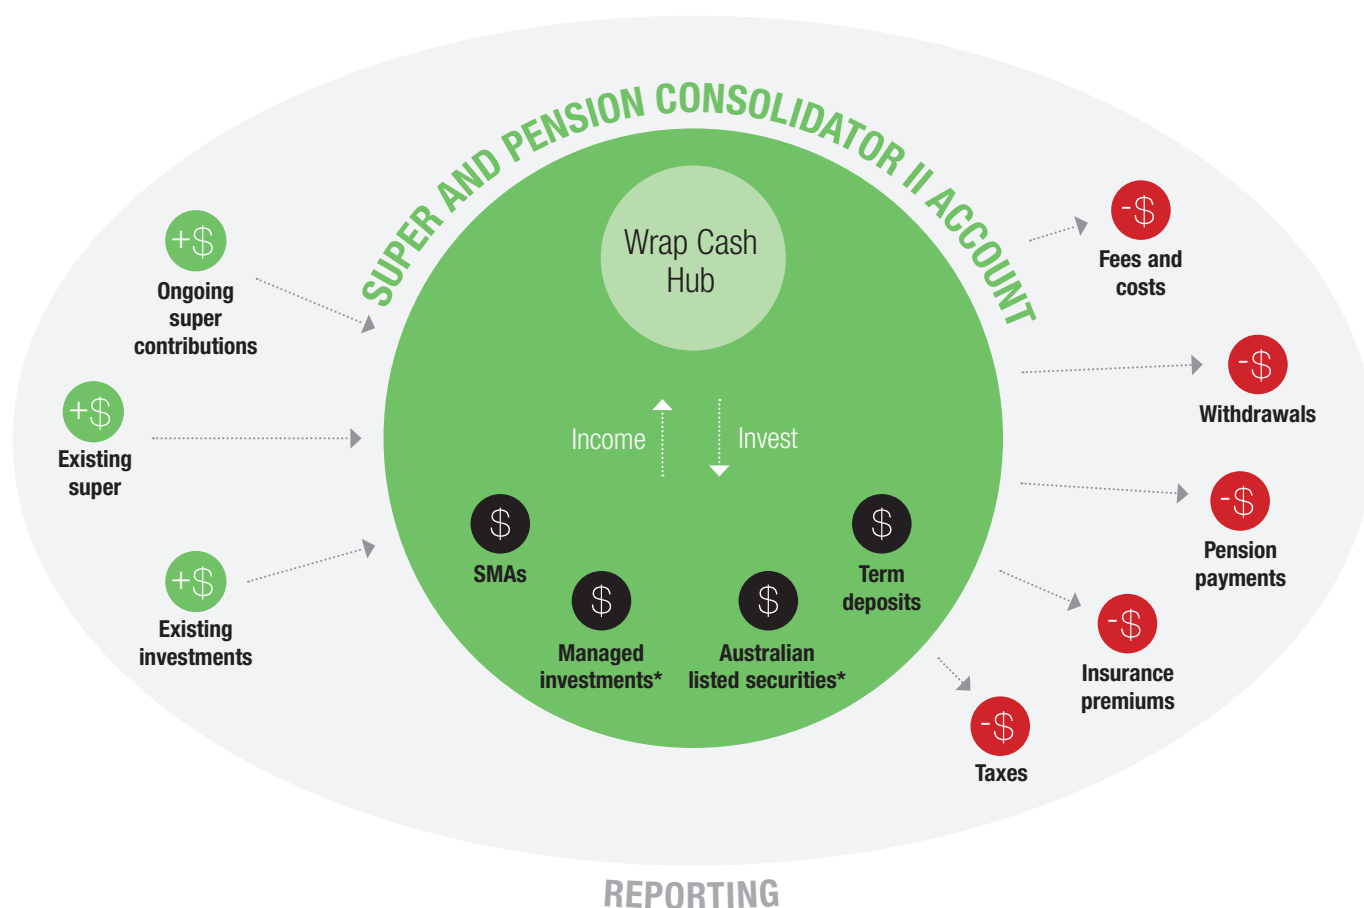 SUPER AND PENSION CONSOLIDATOR II ACCOUNT
Wrap Cash
Hub
+$
Ongoing
super
contributions
+$
Existing
super
+$
Existing
investments
Income
Invest
$
SMAs
$
Managed
investments*
$
Australian
listed securities*
$
Term
deposits
-$
Fees and
costs
-$
Withdrawals
-$
Pension
payments
-$
Insurance
premiums
-$
Taxes
REPORTING